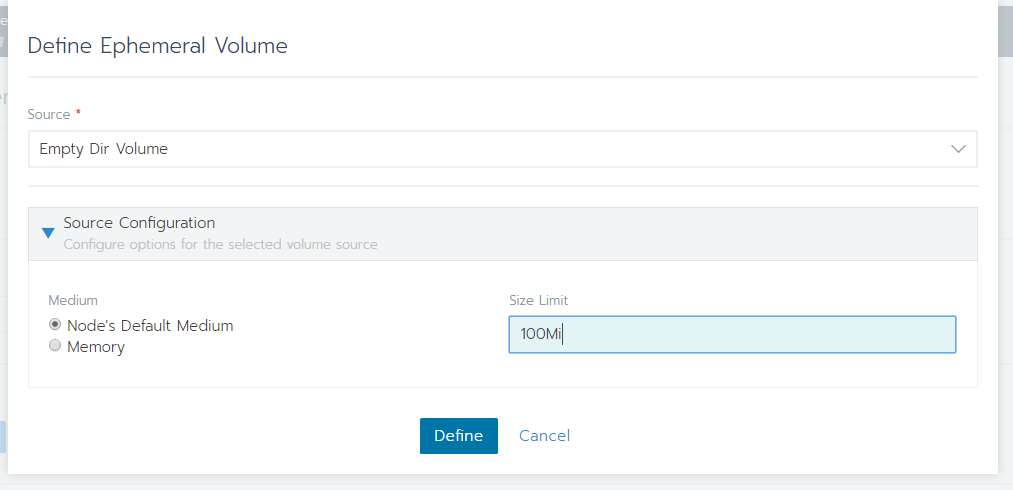 Define Ephemeral Volume
Source *
Empty Dir Volume
Source Configuration
Configure options for the selected volume source
Medium
Node's Default Medium
Memory
Size Limit
100Mi
Define
Cancel